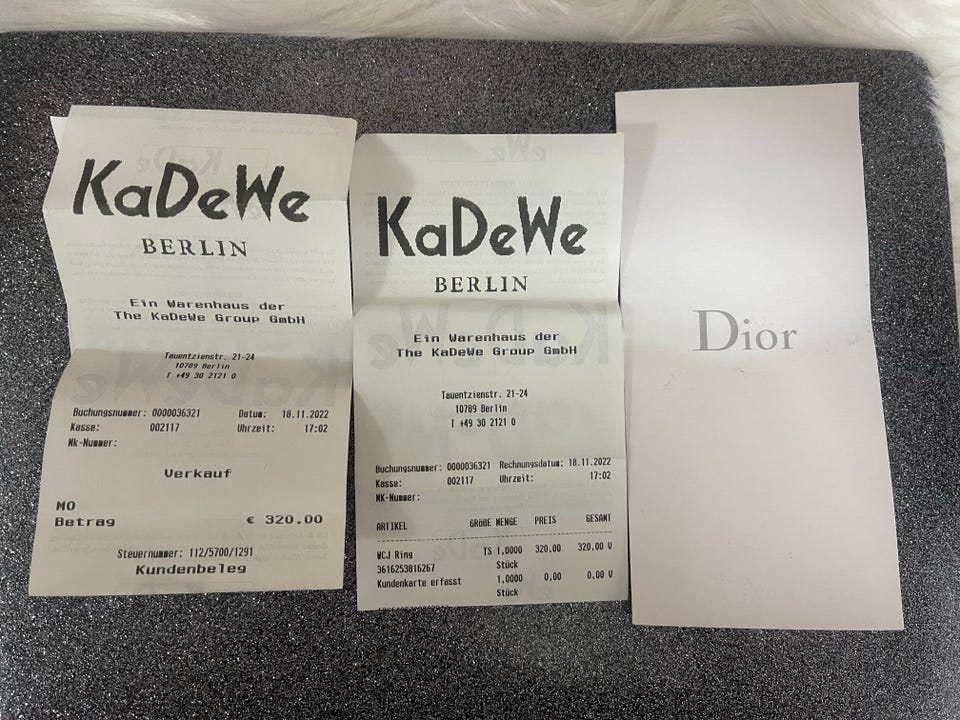 KaDeWe
BERLIN
Ein Warenhaus der
The KaDeWe Group GmbH
Tauentzienstr. 21-24
10789 Berlin
T +49 30 2121 0
Buchungsnummer: 0000036321 Datum: 18.11.2022
Kasse: 002117 Uhrzeit: 17:02
Mk-Nummer:
Verkauf
MO
Betrag € 320,00
Steuernummer: 112/5700/1291
Kundenbeleg
KaDeWe
BERLIN
Ein Warenhaus der
The KaDeWe Group GmbH
Tauentzienstr. 21-24
10789 Berlin
T +49 30 2121 0
Buchungsnummer: 0000036321 Rechnungsdatum: 18.11.2022
Kasse: 002117 Uhrzeit: 17:02
MK-Nummer:
ARTIKEL GRÖßE MENGE PREIS GESAMT
WCJ Ring TS 1,0000 320,00 320,00 V
3616253816267 Stück
Kundenkarte erfasst 1,0000 0,00 0,00 V
Stück
Dior